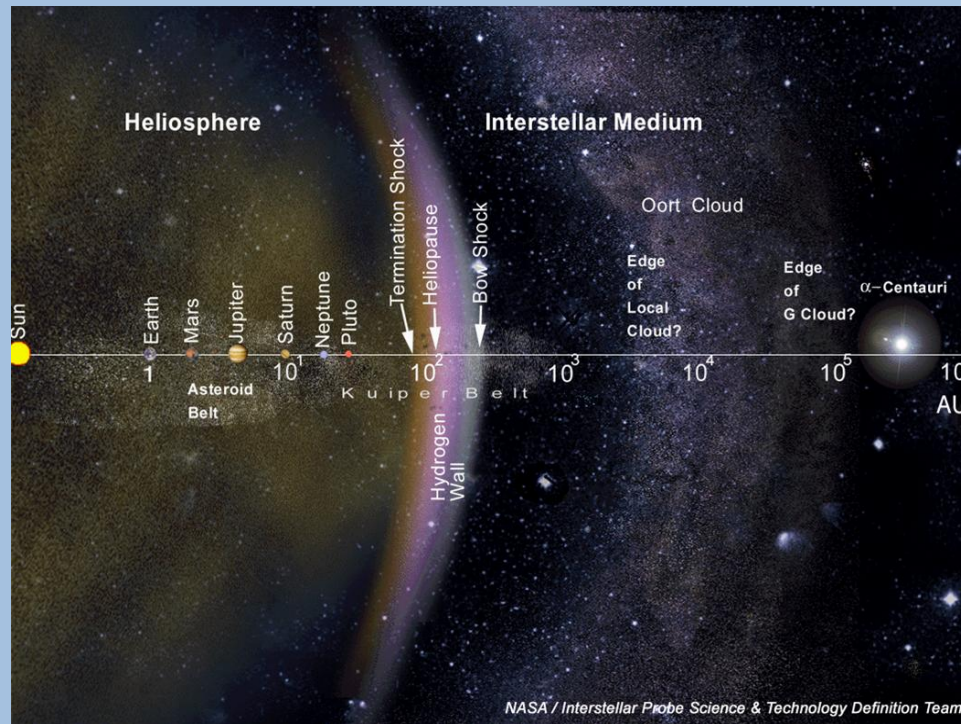 Heliosphere
Interstellar Medium
Termination Shock
Heliopause
Bow Shock
Oort Cloud
Edge
of
Local
Cloud?
Edge
of
G Cloud?
α-Centauri
Sun
Earth
Mars
Jupiter
Saturn
Neptune
Pluto
1
10¹
10²
10³
10⁴
10⁵
AU
Asteroid
Belt
Kuiper Belt
Hydrogen
Wall
NASA / Interstellar Probe Science & Technology Definition Team